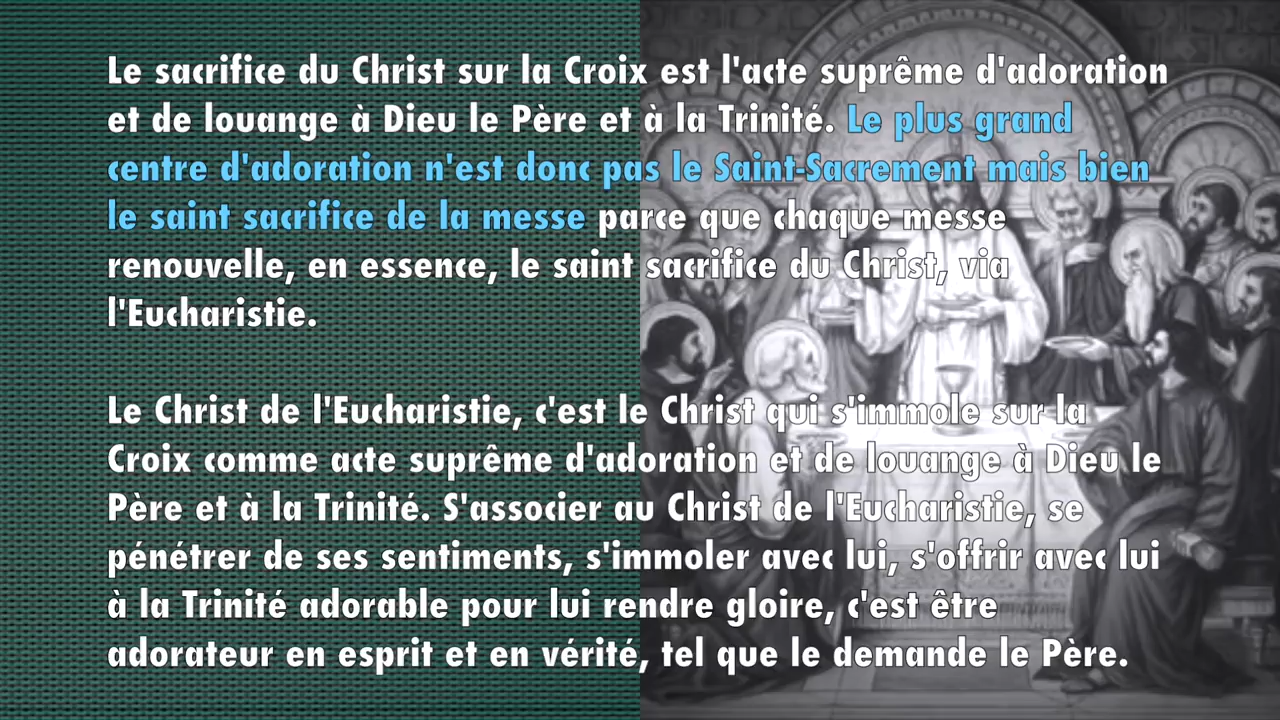 Le sacrifice du Christ sur la Croix est l'acte suprême d'adoration
et de louange à Dieu le Père et à la Trinité. Le plus grand
centre d'adoration n'est donc pas le Saint-Sacrement mais bien
le saint sacrifice de la messe parce que chaque messe
renouvelle, en essence, le saint sacrifice du Christ, via
l'Eucharistie.
Le Christ de l'Eucharistie, c'est le Christ qui s'immole sur la
Croix comme acte suprême d'adoration et de louange à Dieu le
Père et à la Trinité. S'associer au Christ de l'Eucharistie, se
pénétrer de ses sentiments, s'immoler avec lui, s'offrir avec lui
à la Trinité adorable pour lui rendre gloire, c'est être
adorateur en esprit et en vérité, tel que le demande le Père.